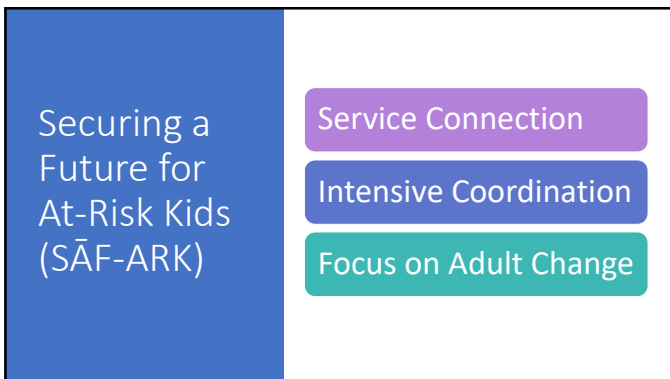 Securing a
Future for
At-Risk Kids
(SĀF-ARK)
Service Connection
Intensive Coordination
Focus on Adult Change